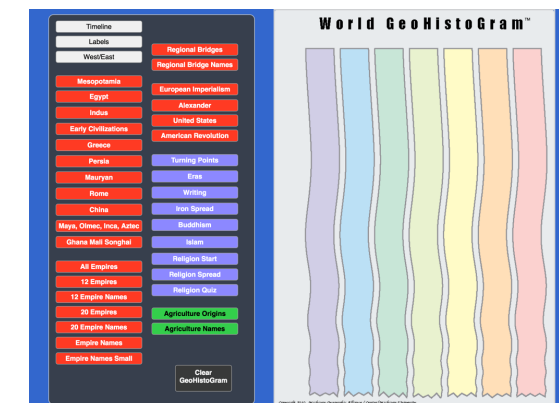 Timeline
Labels
West/East
Mesopotamia
Egypt
Indus
Early Civilizations
Greece
Persia
Mauryan
Rome
China
Maya, Olmec, Inca, Aztec
Ghana Mali Songhai
All Empires
12 Empires
12 Empire Names
20 Empires
20 Empire Names
Empire Names
Empire Names Small
Regional Bridges
Regional Bridge Names
European Imperialism
Alexander
United States
American Revolution
Turning Points
Eras
Writing
Iron Spread
Buddhism
Islam
Religion Start
Religion Spread
Religion Quiz
Agriculture Origins
Agriculture Names
Clear
GeoHistoGram
World GeoHistoGram™